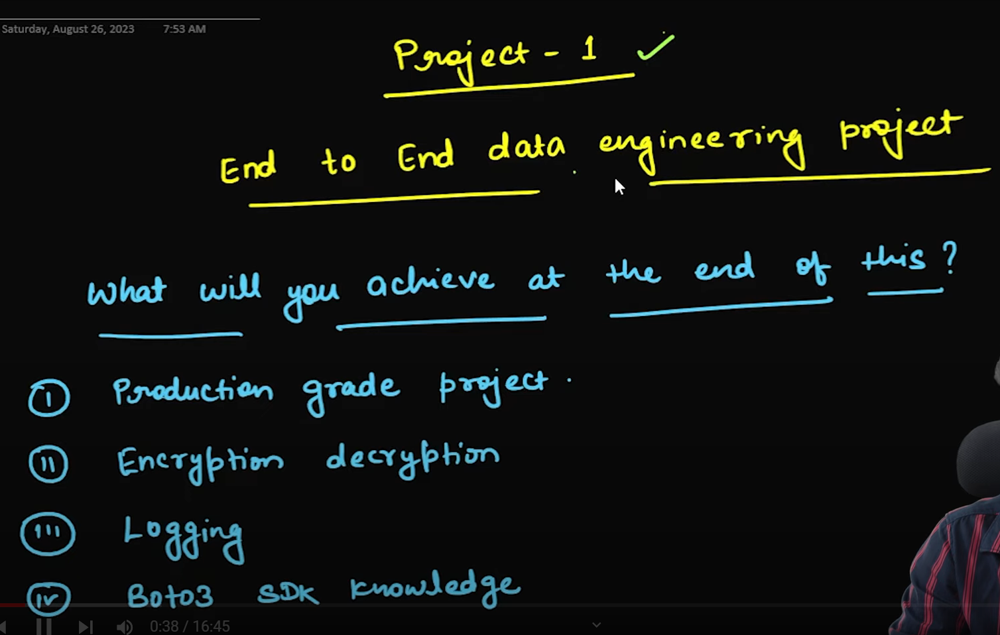 Saturday, August 26, 2023 7:53 AM
Project - 1
End to End data engineering project
What will you achieve at the end of this?
I Production grade project.
II Encryption decryption
III Logging
IV Boto3 SDK knowledge
0:38 / 16:45